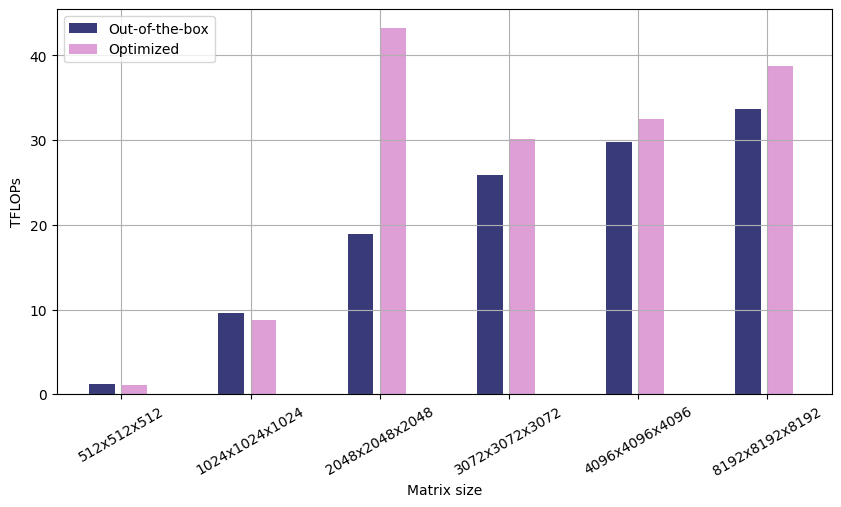 Out-of-the-box
Optimized
TFLOPs
40
30
20
10
0
512x512x512
1024x1024x1024
2048x2048x2048
3072x3072x3072
4096x4096x4096
8192x8192x8192
Matrix size